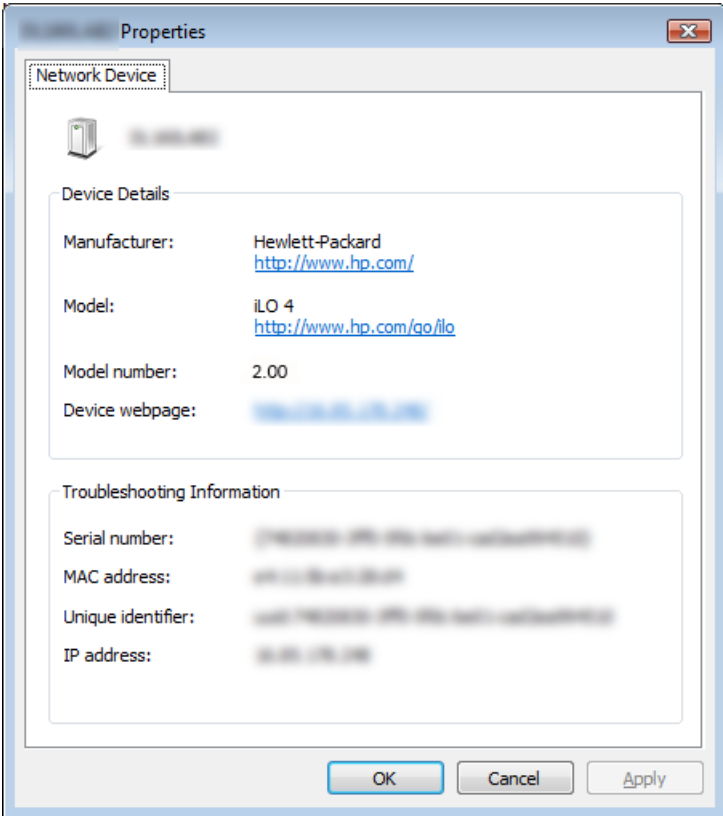 Properties
Network Device
Device Details
Manufacturer: Hewlett-Packard
http://www.hp.com/
Model: iLO 4
http://www.hp.com/go/ilo
Model number: 2.00
Device webpage:
Troubleshooting Information
Serial number:
MAC address:
Unique identifier:
IP address:
OK Cancel Apply